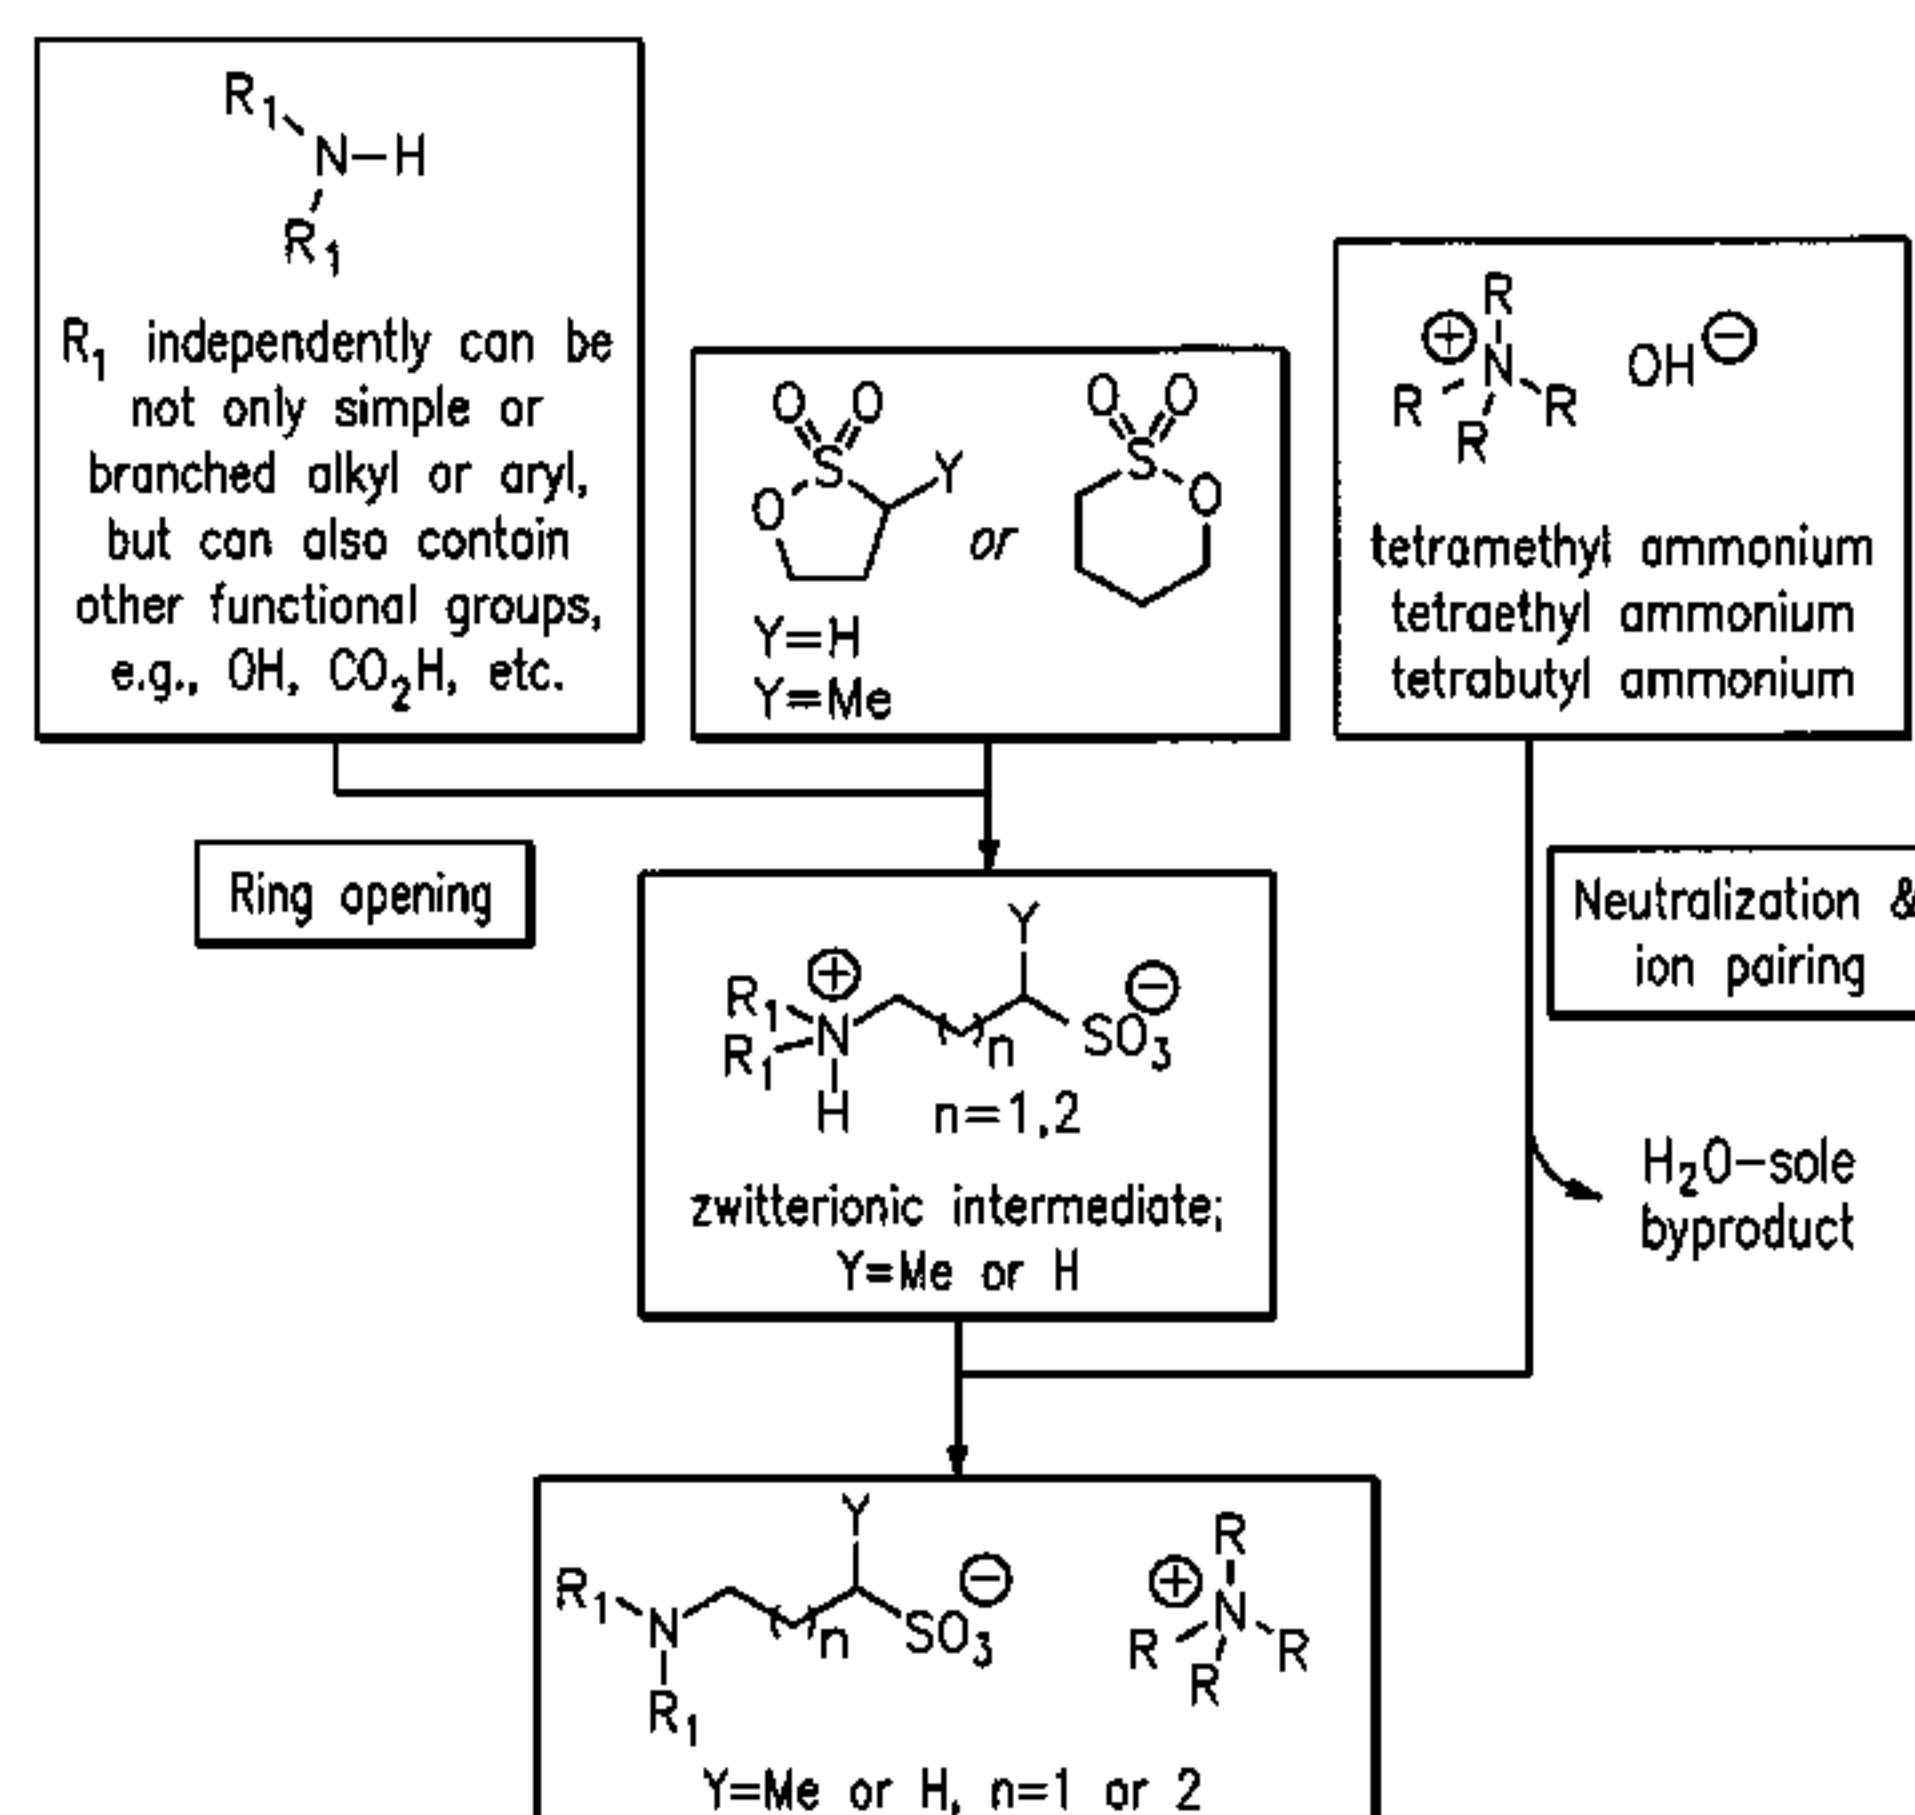 R1
N—H
R1
R1 independently can be
not only simple or
branched alkyl or aryl,
but can also contain
other functional groups,
e.g., OH, CO2H, etc.
O O O O
S Y S
O or O
Y=H
Y=Me
R
⊕ N OH ⊖
R R R
tetramethyl ammonium
tetraethyl ammonium
tetrabutyl ammonium
Ring opening
Y
R1 ⊕ ⊖
R1 N ( )n SO3
H n=1,2
zwitterionic intermediate;
Y=Me or H
Neutralization &
ion pairing
H2O-sole
byproduct
Y R
R1 ⊖ ⊕
N ( )n SO3 N
R R R
R1
Y=Me or H, n=1 or 2